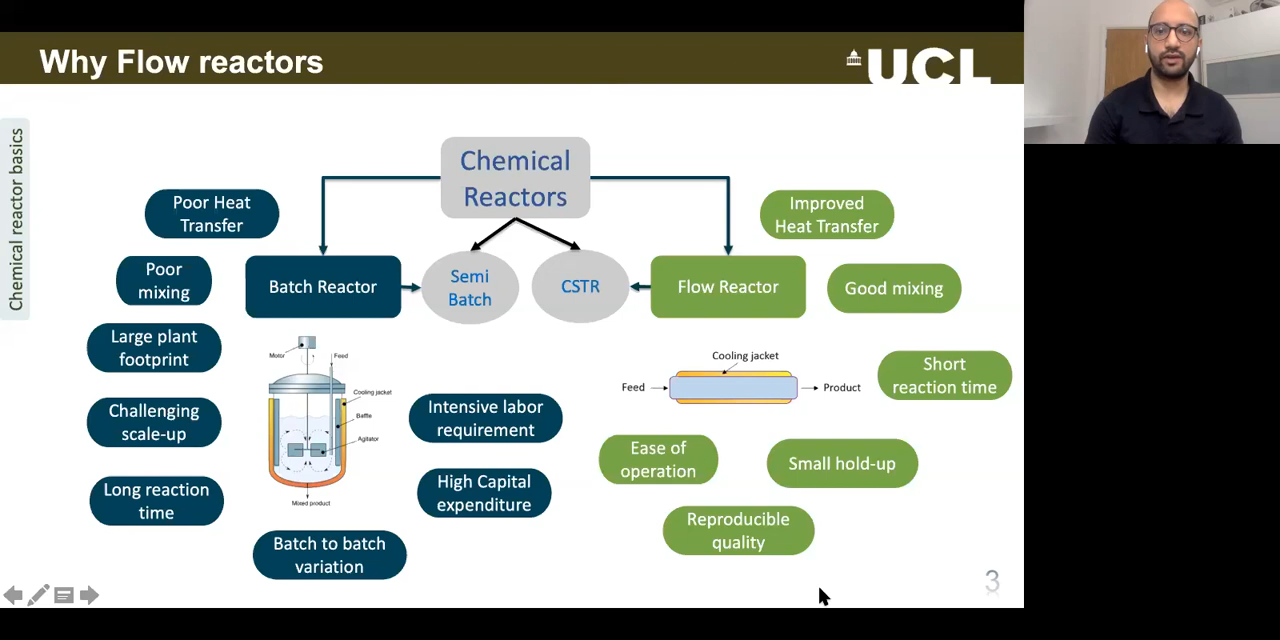 Why Flow reactors
UCL
Chemical reactor basics
Chemical
Reactors
Poor Heat
Transfer
Improved
Heat Transfer
Poor
mixing
Batch Reactor
Semi
Batch
CSTR
Flow Reactor
Good mixing
Large plant
footprint
Motor
Feed
Cooling jacket
Baffle
Agitator
Mixed product
Cooling jacket
Feed
Product
Short
reaction time
Challenging
scale-up
Intensive labor
requirement
Ease of
operation
Small hold-up
Long reaction
time
High Capital
expenditure
Reproducible
quality
Batch to batch
variation
3